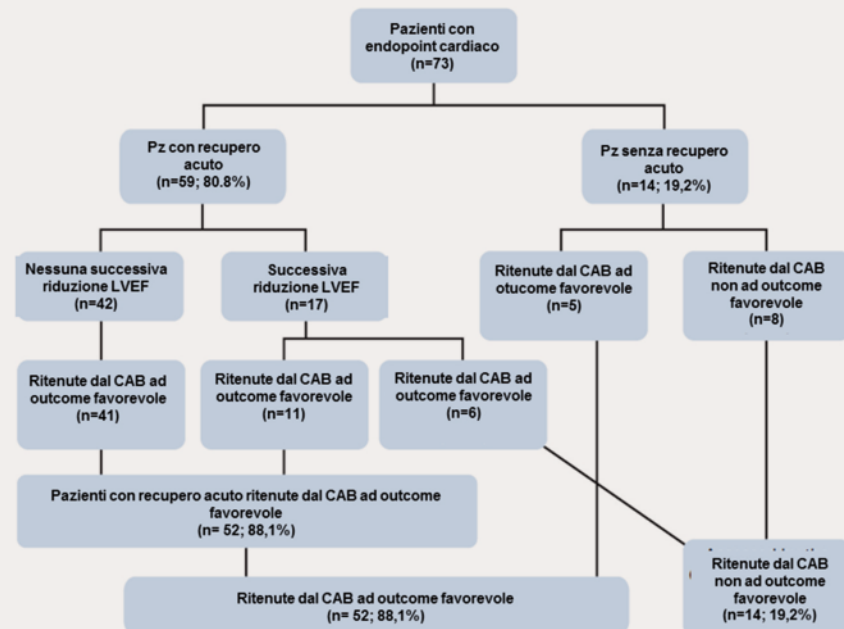 Pazienti con
endopoint cardiaco
(n=73)
Pz con recupero
acuto
(n=59; 80.8%)
Pz senza recupero
acuto
(n=14; 19,2%)
Nessuna successiva
riduzione LVEF
(n=42)
Successiva
riduzione LVEF
(n=17)
Ritenute dal CAB ad
otucome favorevole
(n=5)
Ritenute dal CAB
non ad outcome
favorevole
(n=8)
Ritenute dal CAB ad
outcome favorevole
(n=41)
Ritenute dal CAB ad
outcome favorevole
(n=11)
Ritenute dal CAB ad
outcome favorevole
(n=6)
Pazienti con recupero acuto ritenute dal CAB ad outcome
favorevole
(n= 52; 88,1%)
Ritenute dal CAB ad outcome favorevole
(n= 52; 88,1%)
Ritenute dal CAB
non ad outcome
favorevole
(n=14; 19,2%)